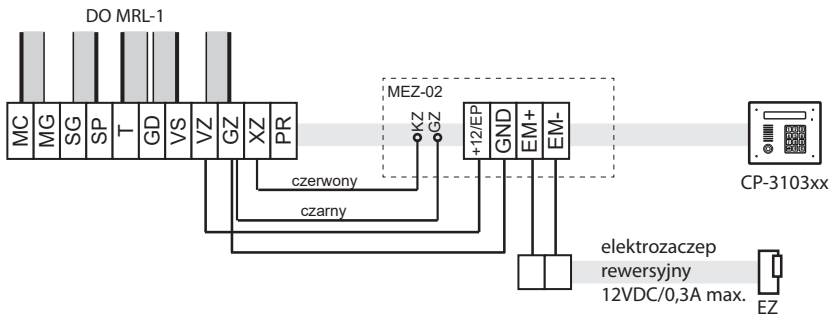 DO MRL-1
MEZ-02
MC
MG
SG
SP
T
GD
VS
VZ
GZ
XZ
PR
KZ
GZ
+12/EP
GND
EM+
EM-
CP-3103xx
czerwony
czarny
elektrozaczep
rewersyjny
12VDC/0,3A max.
EZ